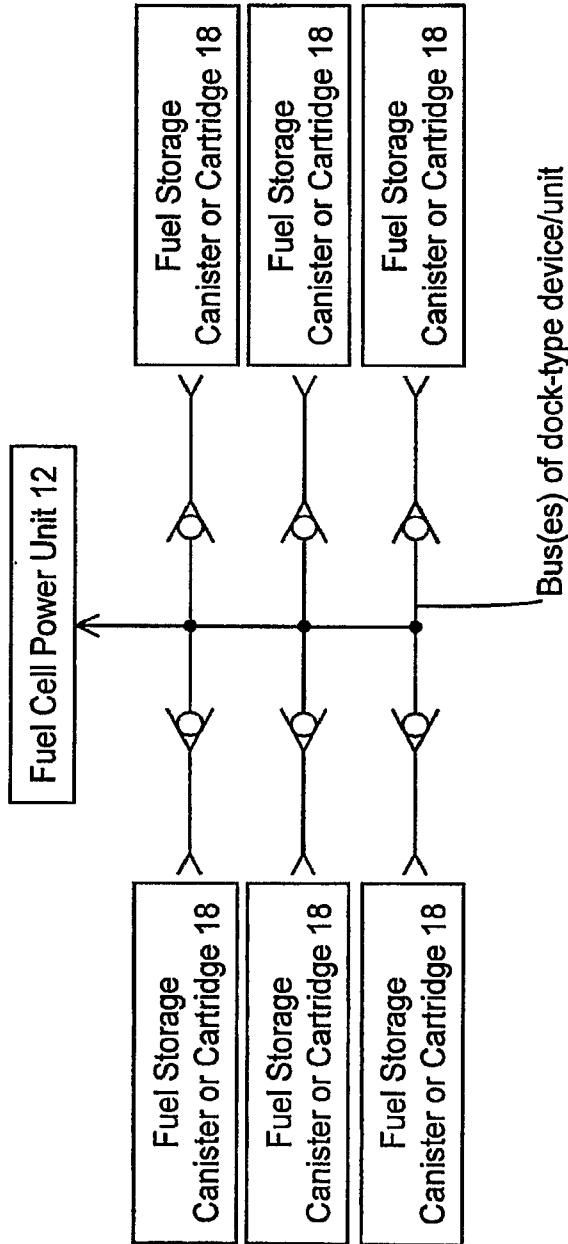 Fuel Cell Power Unit 12
Fuel Storage
Canister or Cartridge 18
Fuel Storage
Canister or Cartridge 18
Fuel Storage
Canister or Cartridge 18
Fuel Storage
Canister or Cartridge 18
Fuel Storage
Canister or Cartridge 18
Fuel Storage
Canister or Cartridge 18
Bus(es) of dock-type device/unit